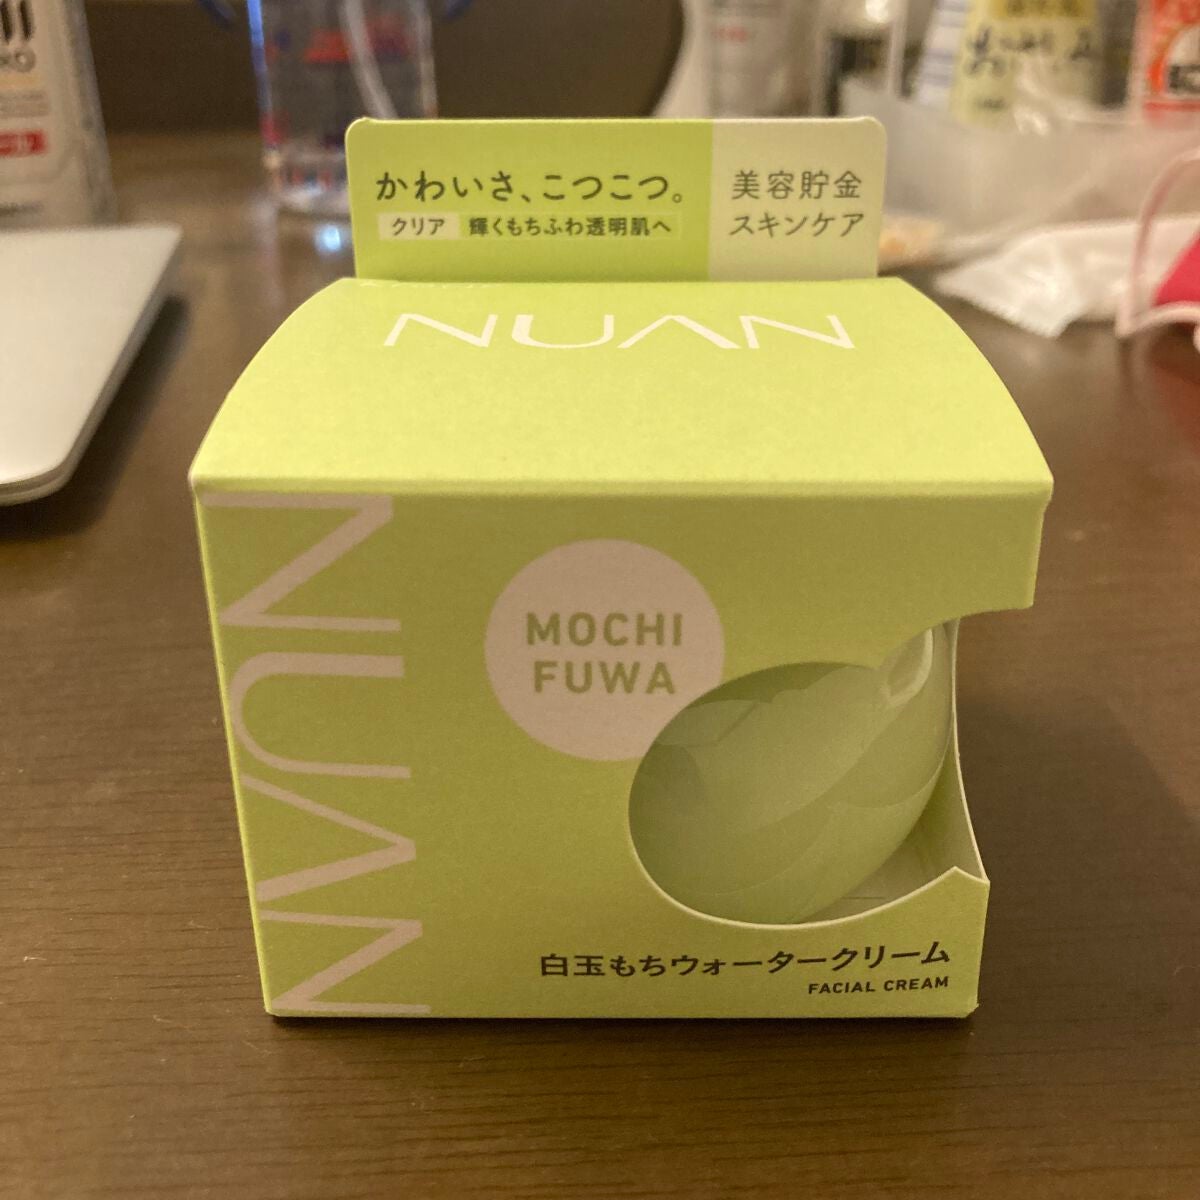 かわいさ、こつこつ。
クリア 輝くもちふわ透明肌へ
美容貯金
スキンケア
NUAN
NUAN
MOCHI
FUWA
白玉もちウォータークリーム
FACIAL CREAM